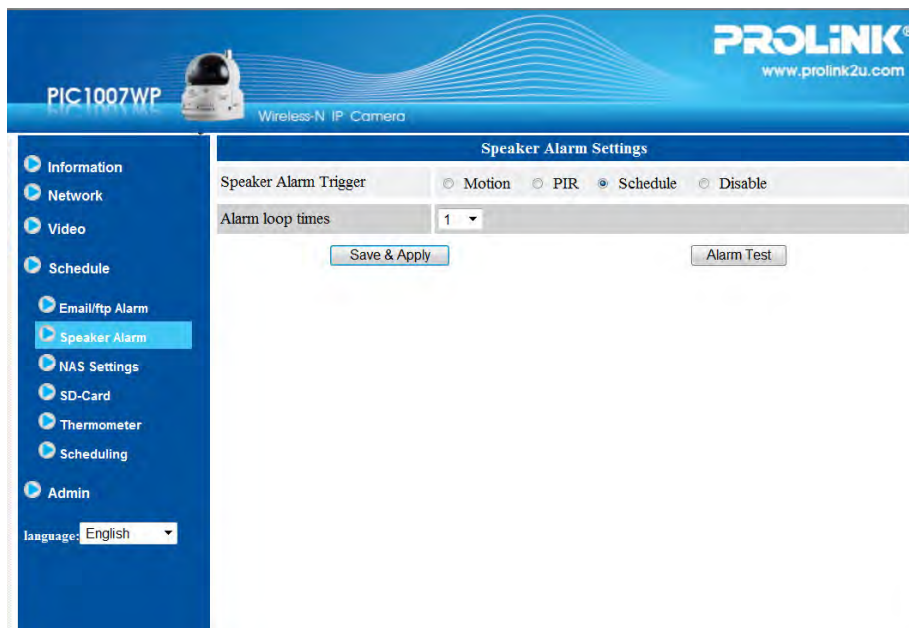 PROLiNK®
www.prolink2u.com
PIC1007WP
Wireless-N IP Camera
Information
Network
Video
Schedule
Email/ftp Alarm
Speaker Alarm
NAS Settings
SD-Card
Thermometer
Scheduling
Admin
language: English
Speaker Alarm Settings
Speaker Alarm Trigger Motion PIR Schedule Disable
Alarm loop times 1
Save & Apply Alarm Test